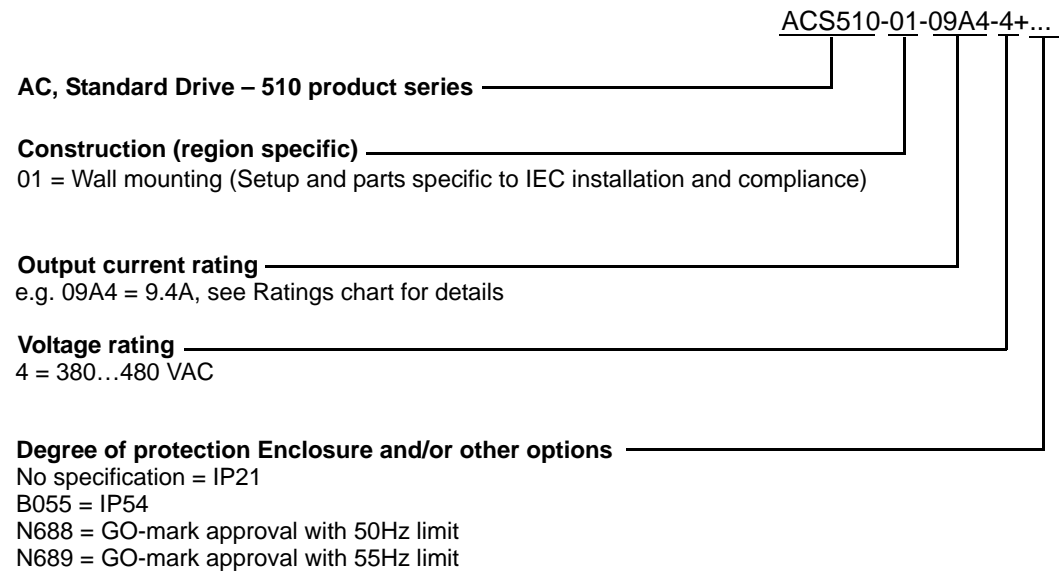 ACS510-01-09A4-4+...
AC, Standard Drive – 510 product series
Construction (region specific)
01 = Wall mounting (Setup and parts specific to IEC installation and compliance)
Output current rating
e.g. 09A4 = 9.4A, see Ratings chart for details
Voltage rating
4 = 380…480 VAC
Degree of protection Enclosure and/or other options
No specification = IP21
B055 = IP54
N688 = GO-mark approval with 50Hz limit
N689 = GO-mark approval with 55Hz limit